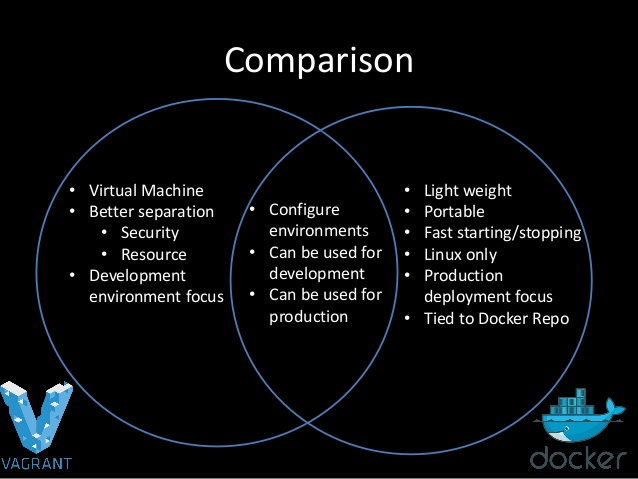 Comparison
• Virtual Machine
• Better separation
• Security
• Resource
• Development
environment focus
• Configure
environments
• Can be used for
development
• Can be used for
production
• Light weight
• Portable
• Fast starting/stopping
• Linux only
• Production
deployment focus
• Tied to Docker Repo
VAGRANT
docker